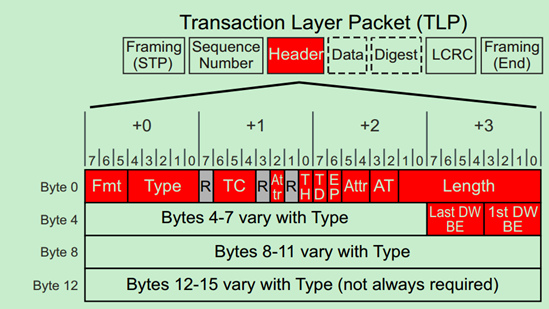 Transaction Layer Packet (TLP)
Framing (STP) Sequence Number Header Data Digest LCRC Framing (End)
+0 +1 +2 +3
7 6 5 4 3 2 1 0 7 6 5 4 3 2 1 0 7 6 5 4 3 2 1 0 7 6 5 4 3 2 1 0
Byte 0 Fmt Type R TC R Attr R TH TD EP Attr AT Length
Byte 4 Bytes 4-7 vary with Type Last DW BE 1st DW BE
Byte 8 Bytes 8-11 vary with Type
Byte 12 Bytes 12-15 vary with Type (not always required)